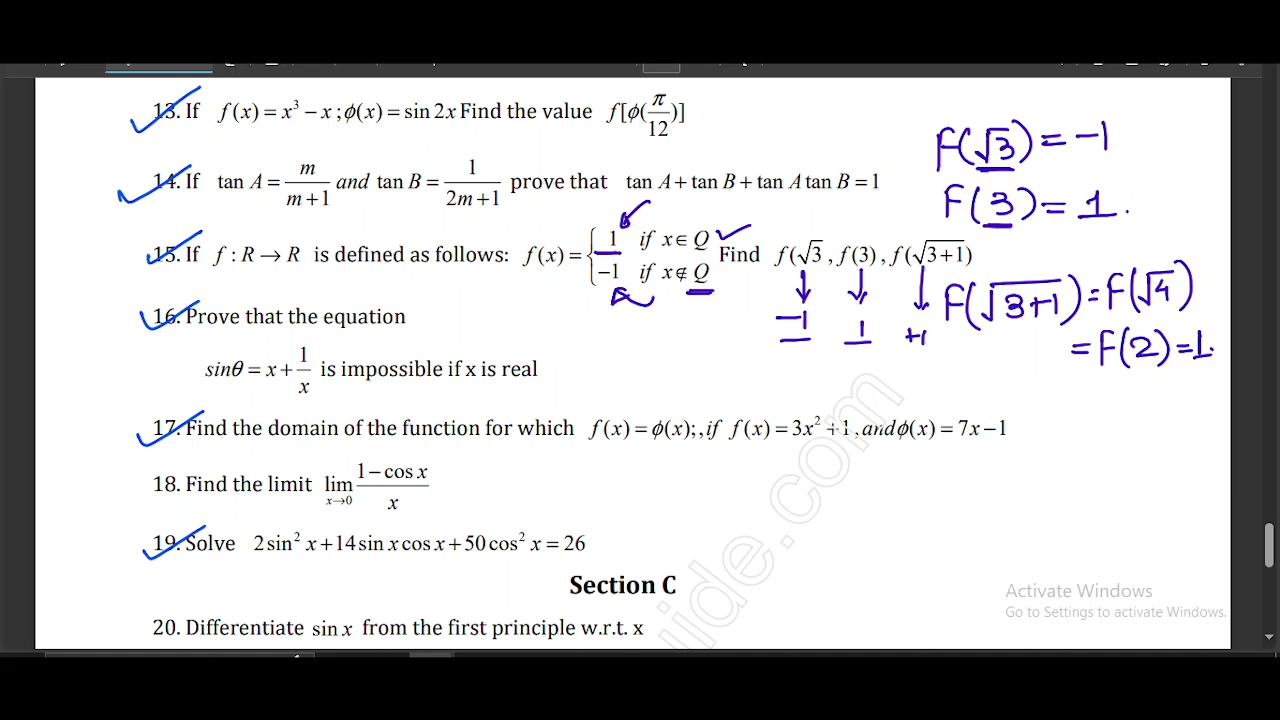 13. If f(x) = x³ − x ; ϕ(x) = sin 2x Find the value f[ϕ(π/12)]
F(√3) = −1
14. If tan A = m/(m+1) and tan B = 1/(2m+1) prove that tan A + tan B + tan A tan B = 1
F(3) = 1.
15. If f : R → R is defined as follows: f(x) = { 1 if x ∈ Q
−1 if x ∉ Q Find f(√3 , f(3), f(√3+1)
−1 1 +1
F(√3+1) = F(√4)
= F(2) = 1.
16. Prove that the equation
sinθ = x + 1/x is impossible if x is real
17. Find the domain of the function for which f(x) = ϕ(x);,if f(x) = 3x² + 1 ,andϕ(x) = 7x − 1
18. Find the limit lim x→0 (1 − cos x)/x
19. Solve 2 sin² x + 14 sin x cos x + 50 cos² x = 26
Section C
Activate Windows
Go to Settings to activate Windows.
20. Differentiate sin x from the first principle w.r.t. x
jide.com